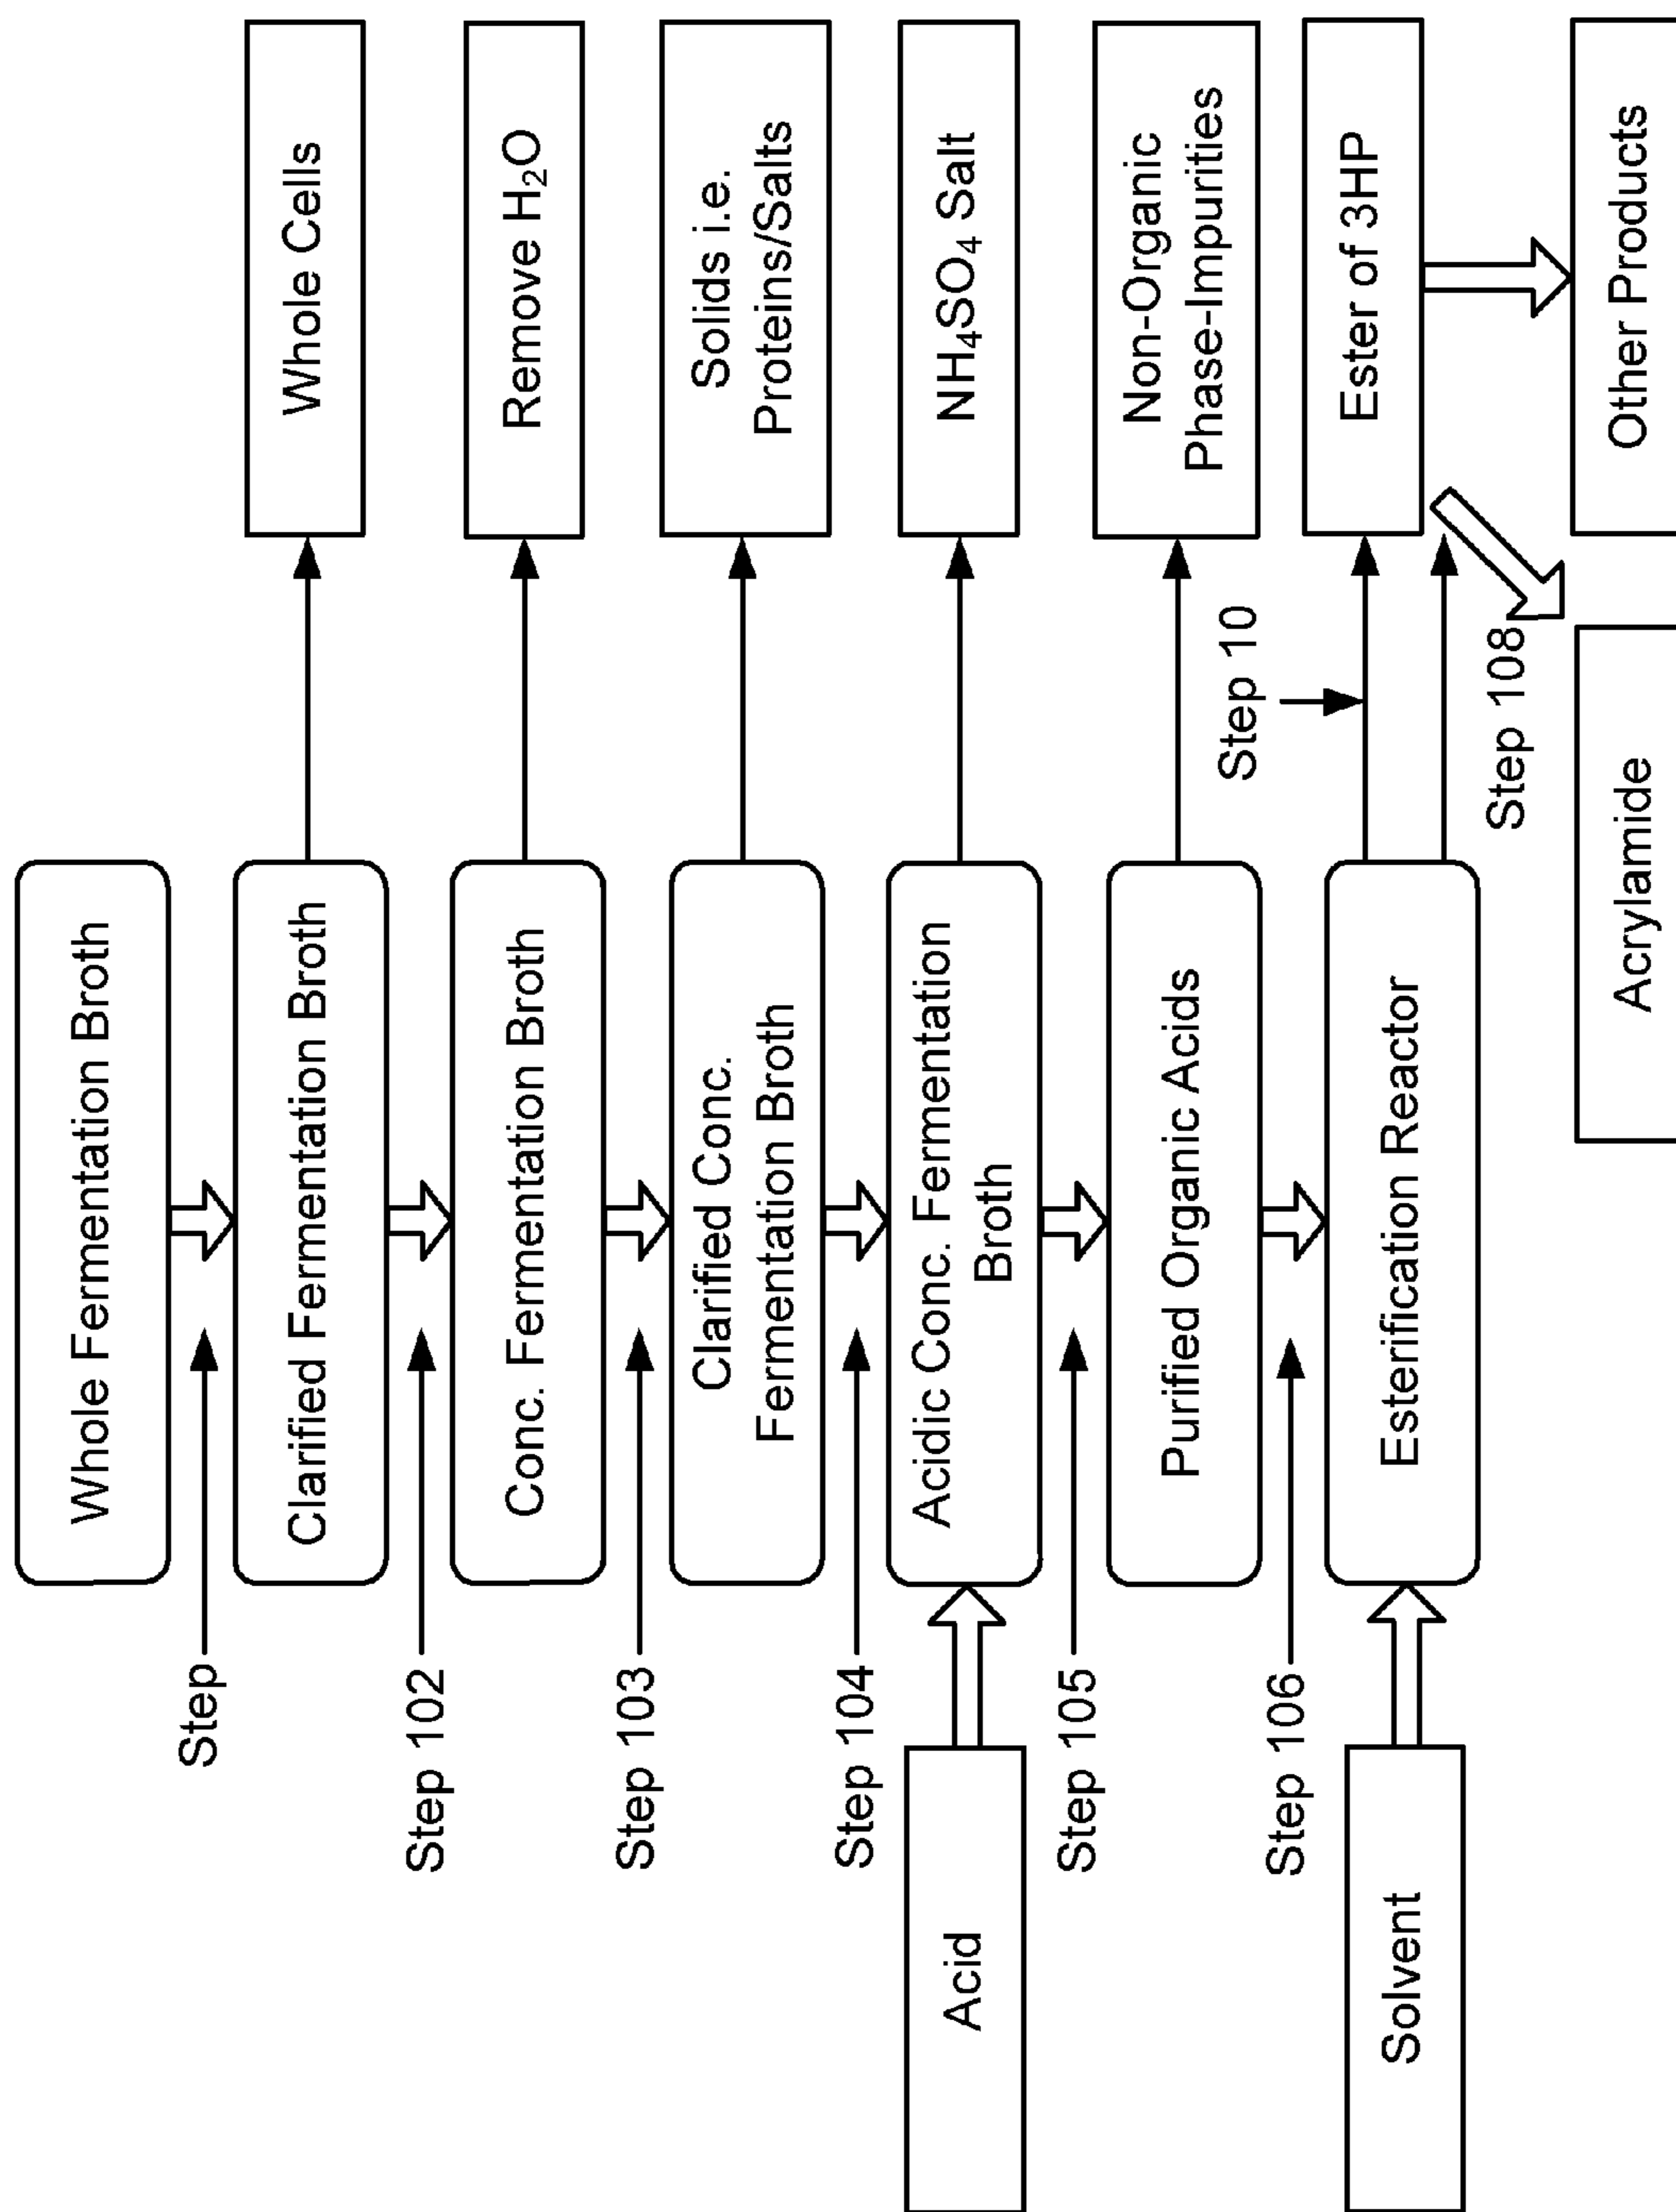 Whole Fermentation Broth
Step
Clarified Fermentation Broth
Whole Cells
Step 102
Conc. Fermentation Broth
Remove H₂O
Step 103
Clarified Conc.
Fermentation Broth
Solids i.e.
Proteins/Salts
Step 104
Acid
Acidic Conc. Fermentation
Broth
NH₄SO₄ Salt
Step 105
Purified Organic Acids
Non-Organic
Phase-Impurities
Step 106
Step 10
Solvent
Esterification Reactor
Ester of 3HP
Step 108
Acrylamide
Other Products